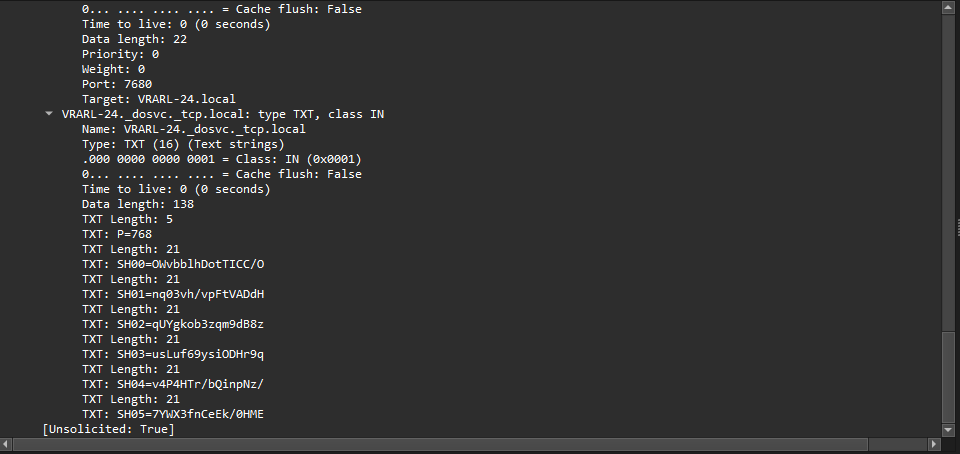 0... .... .... .... = Cache flush: False
Time to live: 0 (0 seconds)
Data length: 22
Priority: 0
Weight: 0
Port: 7680
Target: VRARL-24.local
VRARL-24._dosvc._tcp.local: type TXT, class IN
Name: VRARL-24._dosvc._tcp.local
Type: TXT (16) (Text strings)
.000 0000 0000 0001 = Class: IN (0x0001)
0... .... .... .... = Cache flush: False
Time to live: 0 (0 seconds)
Data length: 138
TXT Length: 5
TXT: P=768
TXT Length: 21
TXT: SH00=OWvbblhDotTICC/O
TXT Length: 21
TXT: SH01=nq03vh/vpFtVADdH
TXT Length: 21
TXT: SH02=qUYgkob3zqm9dB8z
TXT Length: 21
TXT: SH03=usLuf69ysiODHr9q
TXT Length: 21
TXT: SH04=v4P4HTr/bQinpNz/
TXT Length: 21
TXT: SH05=7YWX3fnCeEk/0HME
[Unsolicited: True]